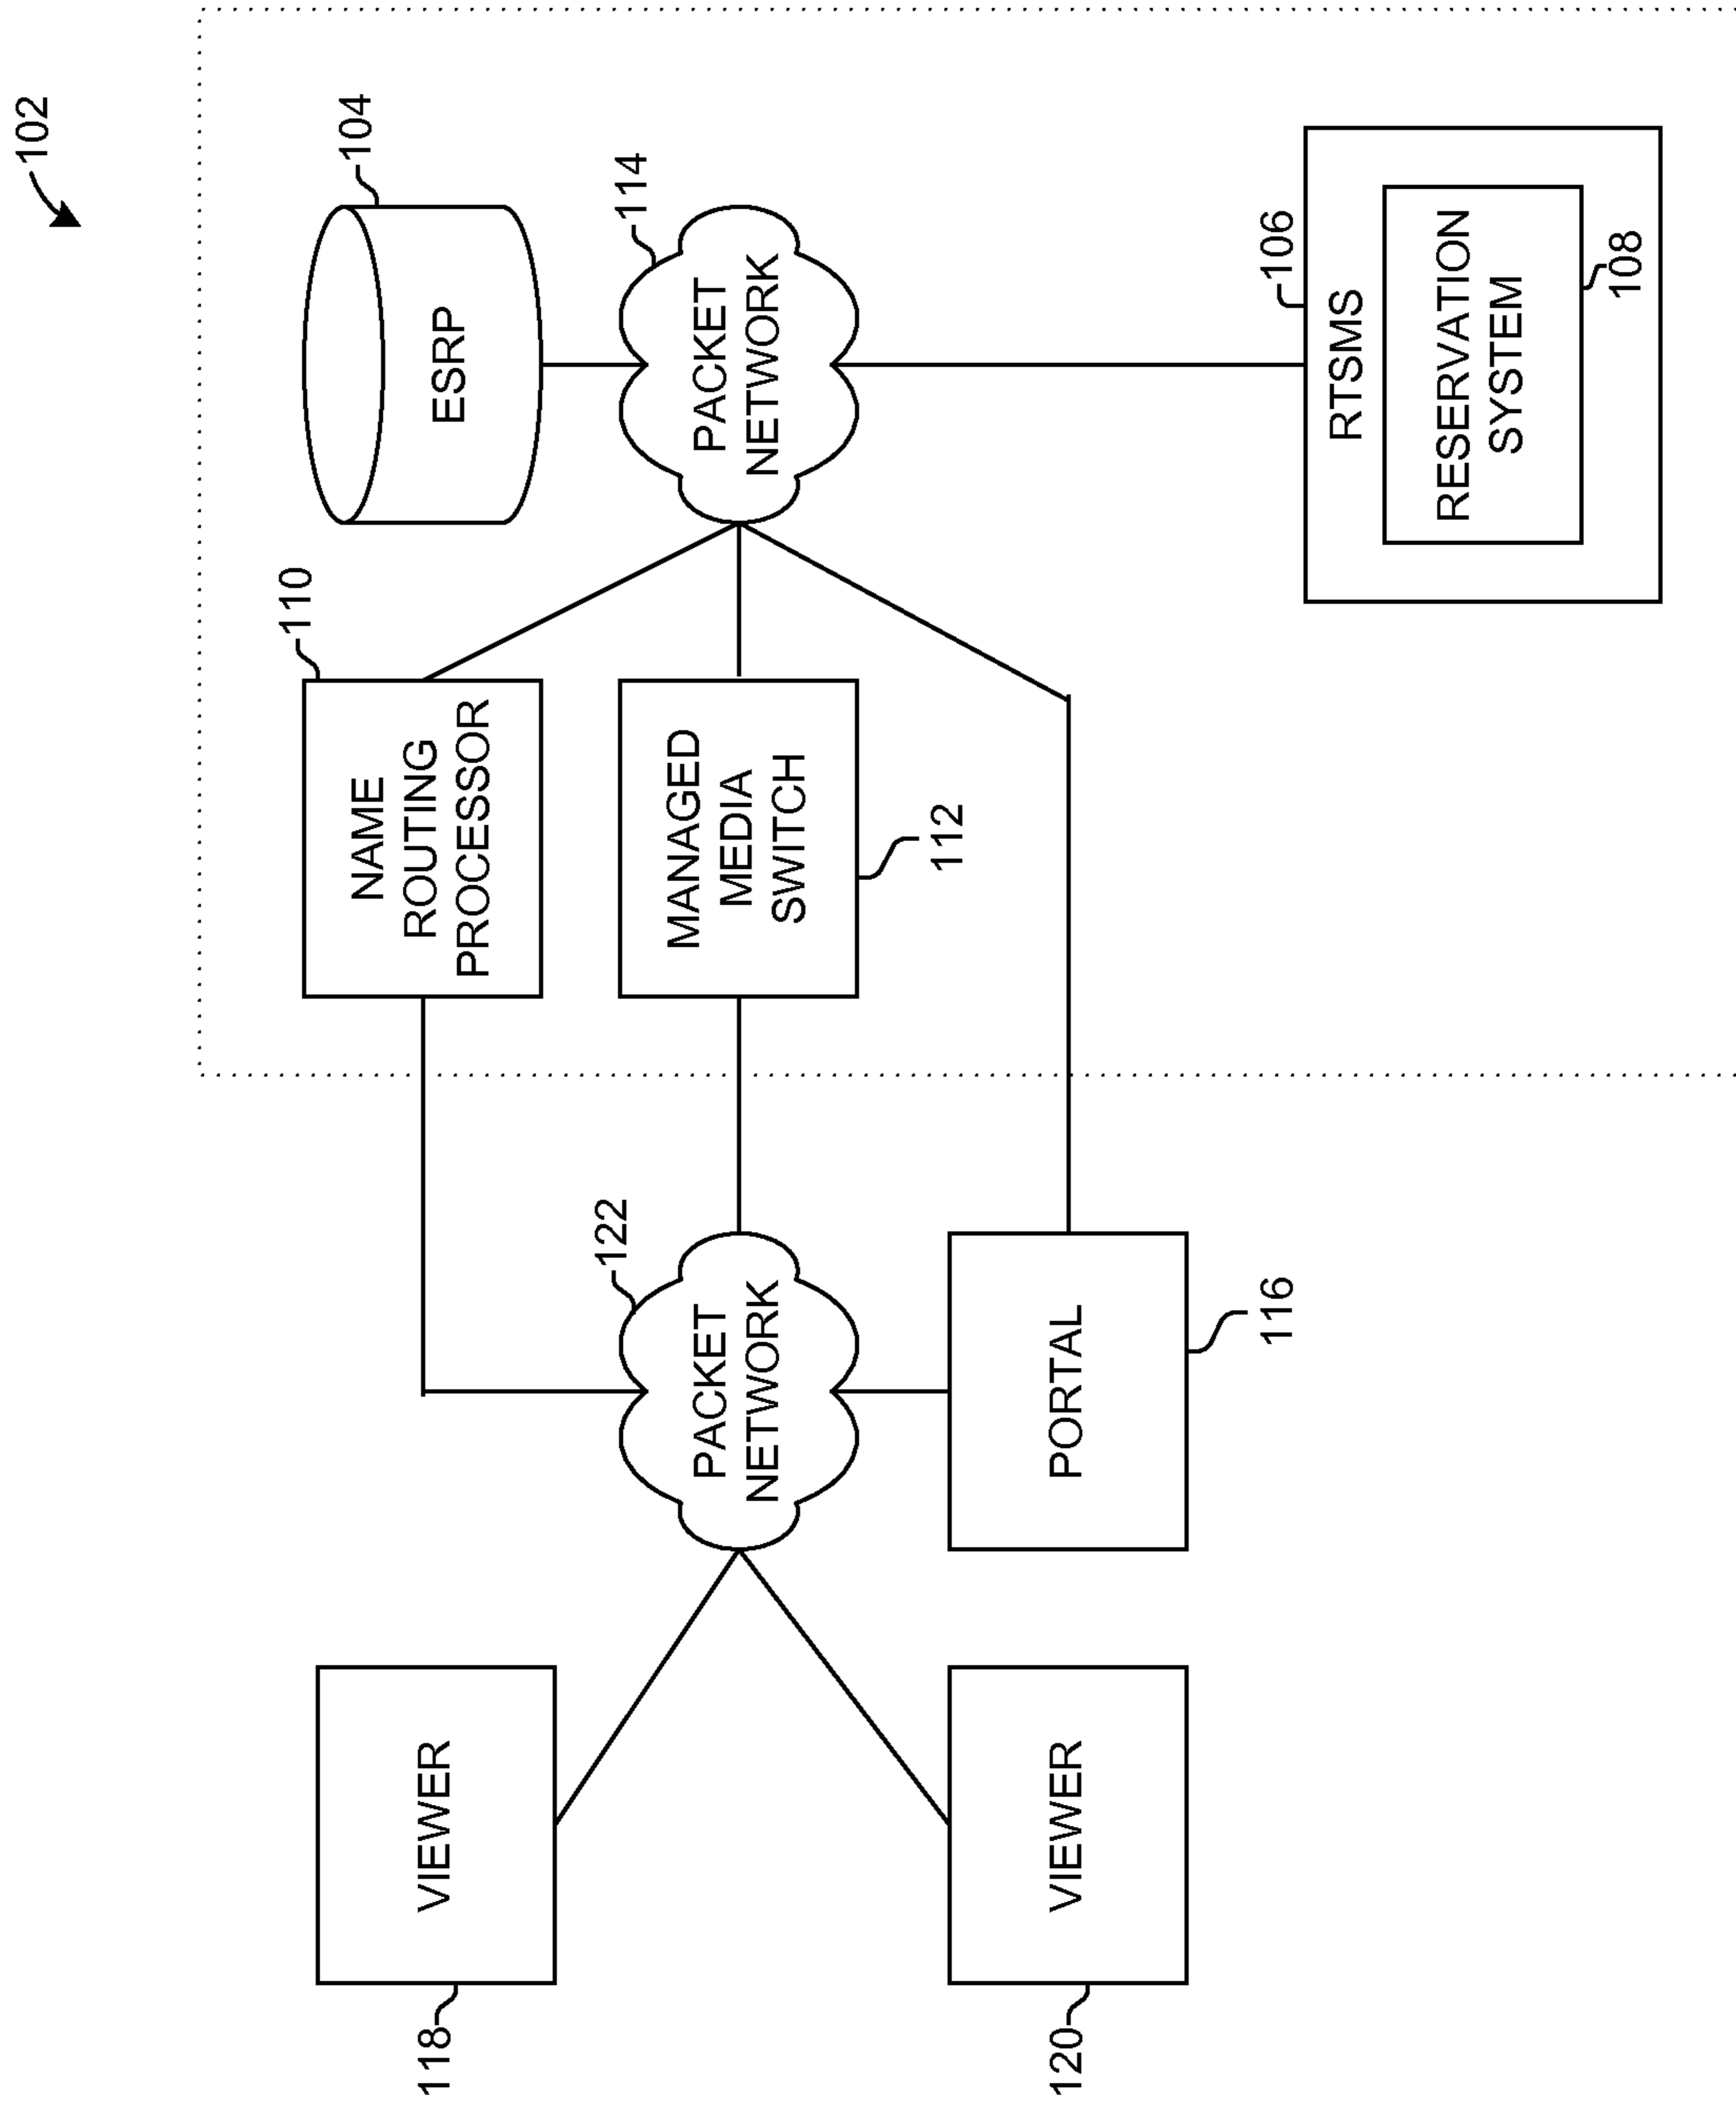 102
104
ESRP
110
NAME
ROUTING
PROCESSOR
114
PACKET
NETWORK
MANAGED
MEDIA
SWITCH
112
122
PACKET
NETWORK
118
VIEWER
120
VIEWER
PORTAL
116
106
RTSMS
RESERVATION
SYSTEM
108